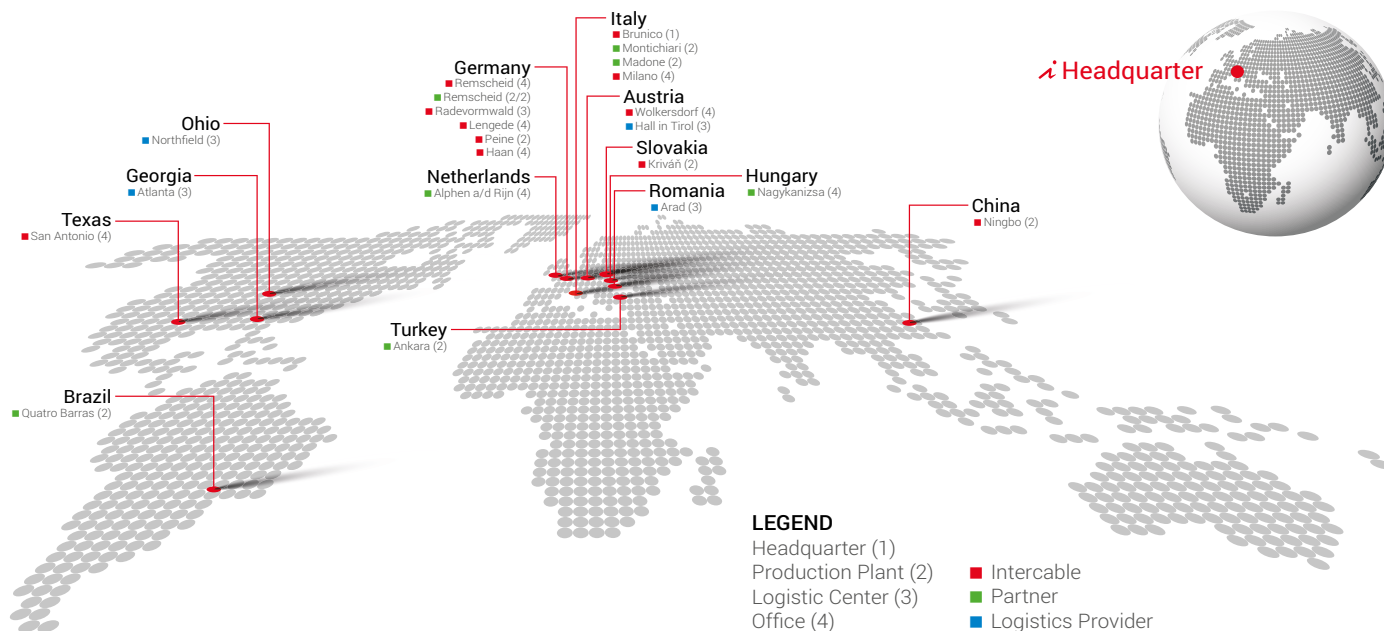 Italy
Brunico (1)
Montichiari (2)
Madone (2)
Milano (4)
Germany
Remscheid (4)
Remscheid (2/2)
Radevormwald (3)
Lengede (4)
Peine (2)
Haan (4)
Austria
Wolkersdorf (4)
Hall in Tirol (3)
i Headquarter
Ohio
Northfield (3)
Slovakia
Kriváň (2)
Georgia
Atlanta (3)
Netherlands
Alphen a/d Rijn (4)
Hungary
Nagykanizsa (4)
Romania
Arad (3)
Texas
San Antonio (4)
China
Ningbo (2)
Turkey
Ankara (2)
Brazil
Quatro Barras (2)
LEGEND
Headquarter (1)
Production Plant (2)
Logistic Center (3)
Office (4)
Intercable
Partner
Logistics Provider